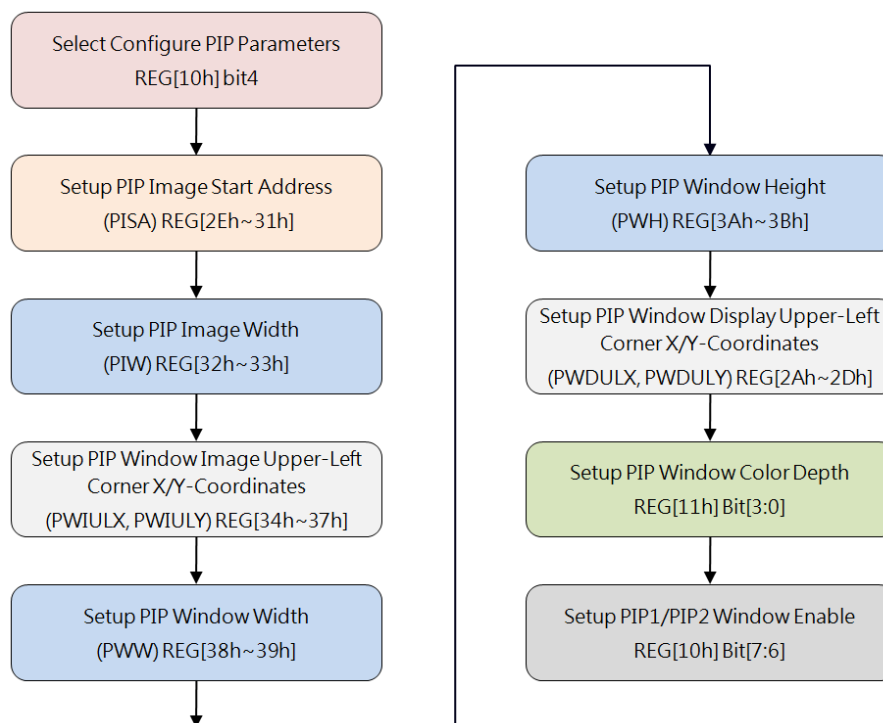 Select Configure PIP Parameters
REG[10h] bit4
Setup PIP Image Start Address
(PISA) REG[2Eh~31h]
Setup PIP Image Width
(PIW) REG[32h~33h]
Setup PIP Window Image Upper-Left
Corner X/Y-Coordinates
(PWIULX, PWIULY) REG[34h~37h]
Setup PIP Window Width
(PWW) REG[38h~39h]
Setup PIP Window Height
(PWH) REG[3Ah~3Bh]
Setup PIP Window Display Upper-Left
Corner X/Y-Coordinates
(PWDULX, PWDULY) REG[2Ah~2Dh]
Setup PIP Window Color Depth
REG[11h] Bit[3:0]
Setup PIP1/PIP2 Window Enable
REG[10h] Bit[7:6]